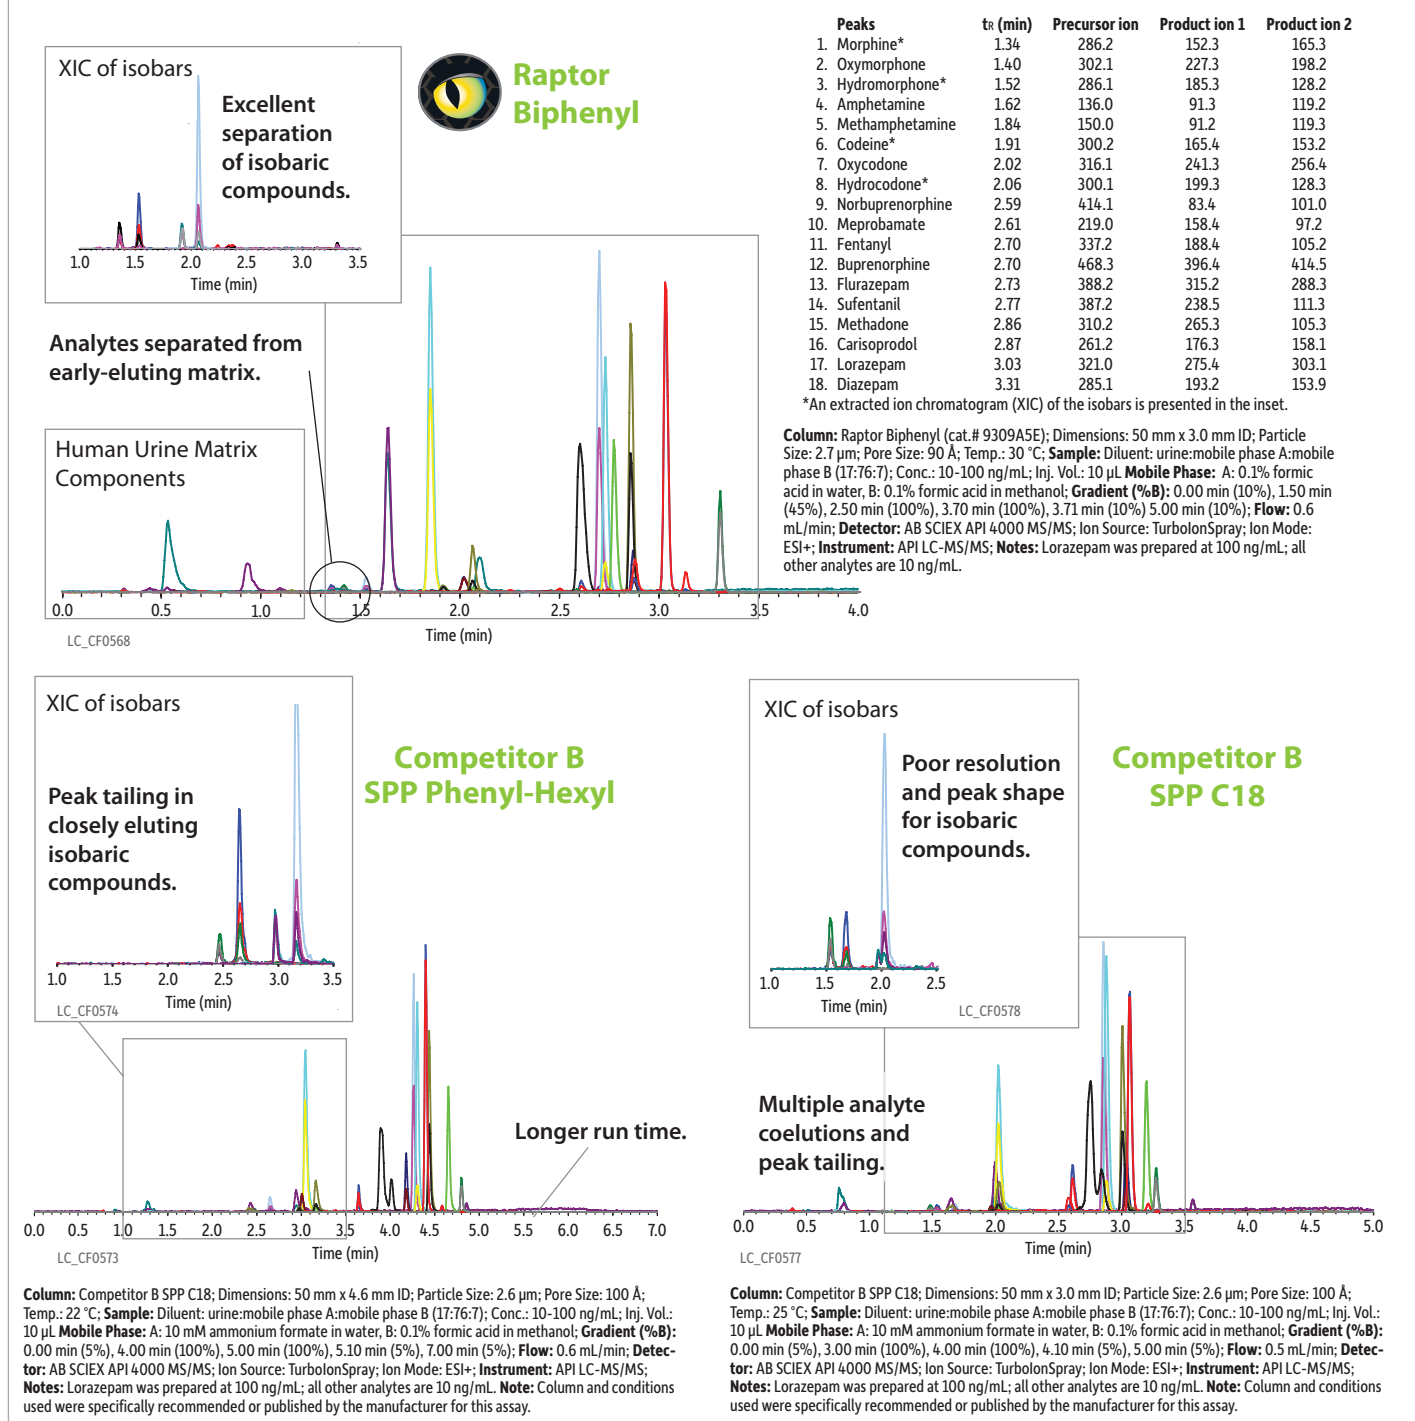 XIC of isobars
Excellent
separation
of isobaric
compounds.
1.0 1.5 2.0 2.5 3.0 3.5
Time (min)
Raptor
Biphenyl
Peaks tR (min) Precursor ion Product ion 1 Product ion 2
1. Morphine* 1.34 286.2 152.3 165.3
2. Oxymorphone 1.40 302.1 227.3 198.2
3. Hydromorphone* 1.52 286.1 185.3 128.2
4. Amphetamine 1.62 136.0 91.3 119.2
5. Methamphetamine 1.84 150.0 91.2 119.3
6. Codeine* 1.91 300.2 165.4 153.2
7. Oxycodone 2.02 316.1 241.3 256.4
8. Hydrocodone* 2.06 300.1 199.3 128.3
9. Norbuprenorphine 2.59 414.1 83.4 101.0
10. Meprobamate 2.61 219.0 158.4 97.2
11. Fentanyl 2.70 337.2 188.4 105.2
12. Buprenorphine 2.70 468.3 396.4 414.5
13. Flurazepam 2.73 388.2 315.2 288.3
14. Sufentanil 2.77 387.2 238.5 111.3
15. Methadone 2.86 310.2 265.3 105.3
16. Carisoprodol 2.87 261.2 176.3 158.1
17. Lorazepam 3.03 321.0 275.4 303.1
18. Diazepam 3.31 285.1 193.2 153.9
*An extracted ion chromatogram (XIC) of the isobars is presented in the inset.
Analytes separated from
early-eluting matrix.
Human Urine Matrix
Components
0.0 0.5 1.0 1.5 2.0 2.5 3.0 3.5 4.0
Time (min)
LC_CF0568
Column: Raptor Biphenyl (cat.# 9309A5E); Dimensions: 50 mm x 3.0 mm ID; Particle
Size: 2.7 µm; Pore Size: 90 Å; Temp.: 30 °C; Sample: Diluent: urine:mobile phase A:mobile
phase B (17:76:7); Conc.: 10-100 ng/mL; Inj. Vol.: 10 µL Mobile Phase: A: 0.1% formic
acid in water, B: 0.1% formic acid in methanol; Gradient (%B): 0.00 min (10%), 1.50 min
(45%), 2.50 min (100%), 3.70 min (100%), 3.71 min (10%) 5.00 min (10%); Flow: 0.6
mL/min; Detector: AB SCIEX API 4000 MS/MS; Ion Source: TurboIonSpray; Ion Mode:
ESI+; Instrument: API LC-MS/MS; Notes: Lorazepam was prepared at 100 ng/mL; all
other analytes are 10 ng/mL.
XIC of isobars
Peak tailing in
closely eluting
isobaric
compounds.
1.0 1.5 2.0 2.5 3.0 3.5
Time (min)
LC_CF0574
Competitor B
SPP Phenyl-Hexyl
Longer run time.
0.0 0.5 1.0 1.5 2.0 2.5 3.0 3.5 4.0 4.5 5.0 5.5 6.0 6.5 7.0
Time (min)
LC_CF0573
Column: Competitor B SPP C18; Dimensions: 50 mm x 4.6 mm ID; Particle Size: 2.6 µm; Pore Size: 100 Å;
Temp.: 22 °C; Sample: Diluent: urine:mobile phase A:mobile phase B (17:76:7); Conc.: 10-100 ng/mL; Inj. Vol.:
10 µL Mobile Phase: A: 10 mM ammonium formate in water, B: 0.1% formic acid in methanol; Gradient (%B):
0.00 min (5%), 4.00 min (100%), 5.00 min (100%), 5.10 min (5%), 7.00 min (5%); Flow: 0.6 mL/min; Detec-
tor: AB SCIEX API 4000 MS/MS; Ion Source: TurboIonSpray; Ion Mode: ESI+; Instrument: API LC-MS/MS;
Notes: Lorazepam was prepared at 100 ng/mL; all other analytes are 10 ng/mL. Note: Column and conditions
used were specifically recommended or published by the manufacturer for this assay.
XIC of isobars
Poor resolution
and peak shape
for isobaric
compounds.
1.0 1.5 2.0 2.5
Time (min)
LC_CF0578
Competitor B
SPP C18
Multiple analyte
coelutions and
peak tailing.
0.0 0.5 1.0 1.5 2.0 2.5 3.0 3.5 4.0 4.5 5.0
Time (min)
LC_CF0577
Column: Competitor B SPP C18; Dimensions: 50 mm x 3.0 mm ID; Particle Size: 2.6 µm; Pore Size: 100 Å;
Temp.: 25 °C; Sample: Diluent: urine:mobile phase A:mobile phase B (17:76:7); Conc.: 10-100 ng/mL; Inj. Vol.:
10 µL Mobile Phase: A: 10 mM ammonium formate in water, B: 0.1% formic acid in methanol; Gradient (%B):
0.00 min (5%), 3.00 min (100%), 4.00 min (100%), 4.10 min (5%), 5.00 min (5%); Flow: 0.5 mL/min; Detec-
tor: AB SCIEX API 4000 MS/MS; Ion Source: TurboIonSpray; Ion Mode: ESI+; Instrument: API LC-MS/MS;
Notes: Lorazepam was prepared at 100 ng/mL; all other analytes are 10 ng/mL. Note: Column and conditions
used were specifically recommended or published by the manufacturer for this assay.